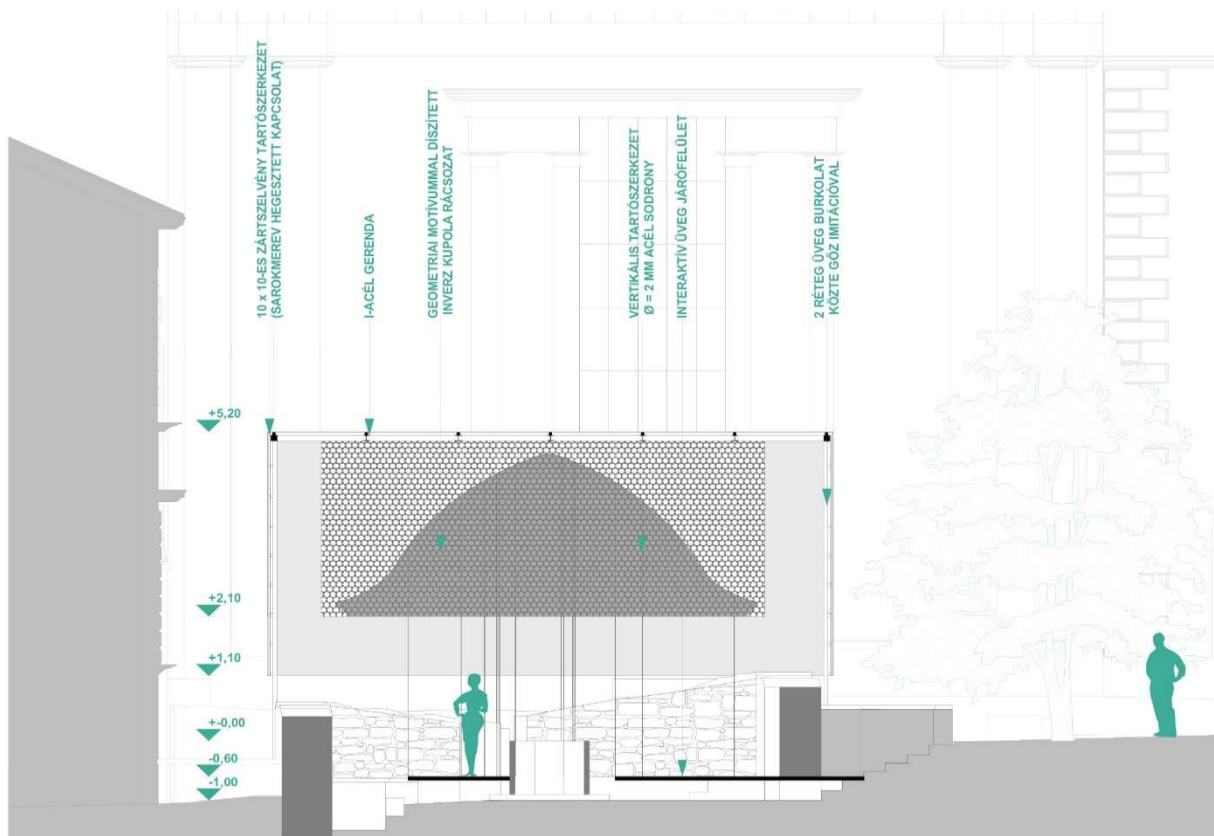 10 x 10-ES ZÁRTSZELVÉNY TARTÓSZERKEZET
(SAROKMEREV HEGESZTETT KAPCSOLAT)
I-ACÉL GERENDA
GEOMETRIAI MOTÍVUMMAL DÍSZÍTETT
INVERZ KUPOLA RÁCSOZAT
VERTIKÁLIS TARTÓSZERKEZET
Ø = 2 MM ACÉL SODRONY
INTERAKTÍV ÜVEG JÁRÓFELÜLET
2 RÉTEG ÜVEG BURKOLAT
KÖZTE GŐZ IMITÁCIÓVAL
+5,20
+2,10
+1,10
+-0,00
-0,60
-1,00